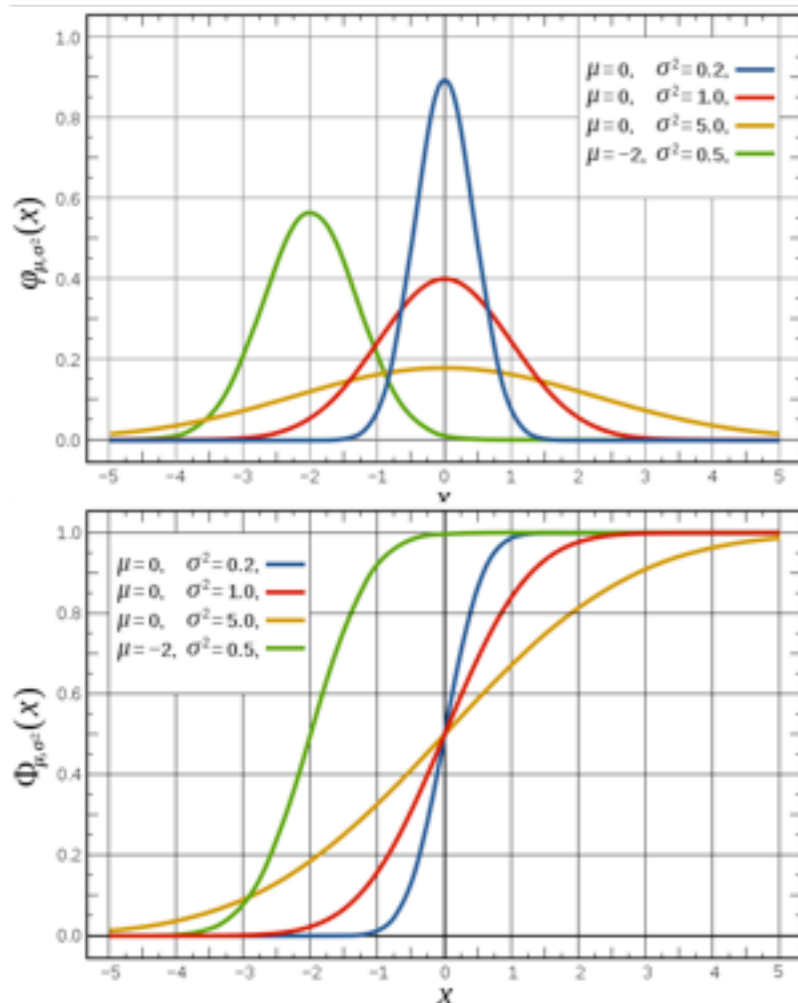 1.0
μ=0, σ²=0.2,
μ=0, σ²=1.0,
μ=0, σ²=5.0,
μ=−2, σ²=0.5,
0.8
0.6
0.4
0.2
0.0
φμ,σ²(x)
−5 −4 −3 −2 −1 0 1 2 3 4 5
1.0
μ=0, σ²=0.2,
μ=0, σ²=1.0,
μ=0, σ²=5.0,
μ=−2, σ²=0.5,
0.8
0.6
0.4
0.2
0.0
Φμ,σ²(x)
−5 −4 −3 −2 −1 0 1 2 3 4 5
x